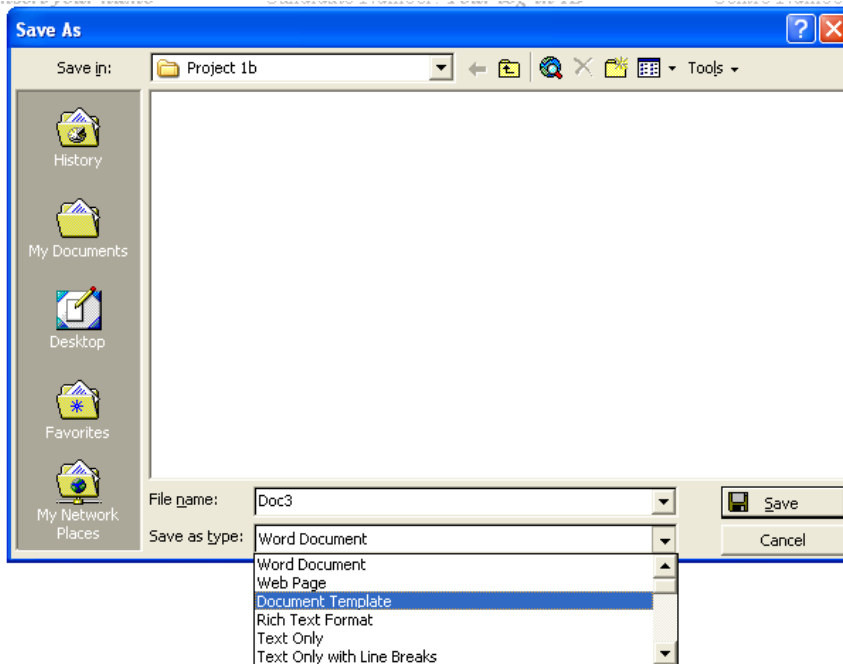 Save As
Save in: Project 1b Tools
History
My Documents
Desktop
Favorites
My Network
Places
File name: Doc3 Save
Save as type: Word Document Cancel
Word Document
Web Page
Document Template
Rich Text Format
Text Only
Text Only with Line Breaks